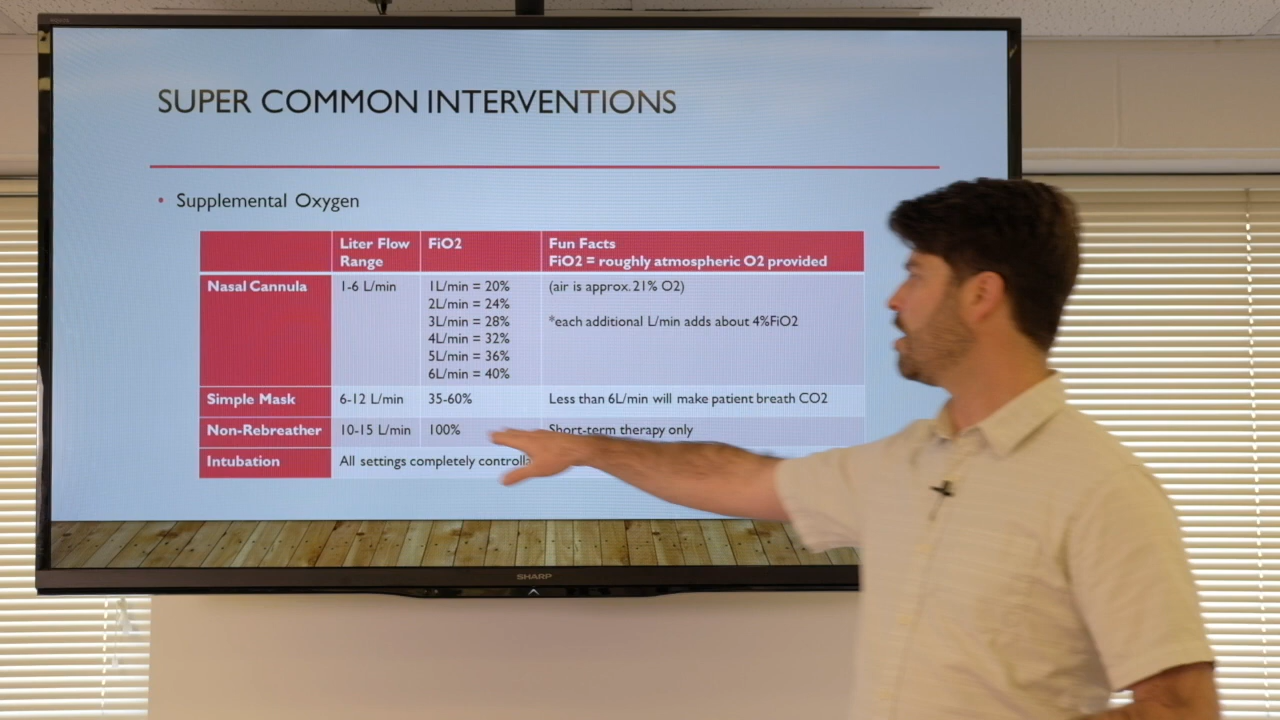 SUPER COMMON INTERVENTIONS
• Supplemental Oxygen
Liter Flow Range FiO2 Fun Facts
FiO2 = roughly atmospheric O2 provided
Nasal Cannula 1-6 L/min 1L/min = 20% (air is approx. 21% O2)
2L/min = 24%
3L/min = 28% *each additional L/min adds about 4%FiO2
4L/min = 32%
5L/min = 36%
6L/min = 40%
Simple Mask 6-12 L/min 35-60% Less than 6L/min will make patient breath CO2
Non-Rebreather 10-15 L/min 100% Short-term therapy only
Intubation All settings completely
SHARP